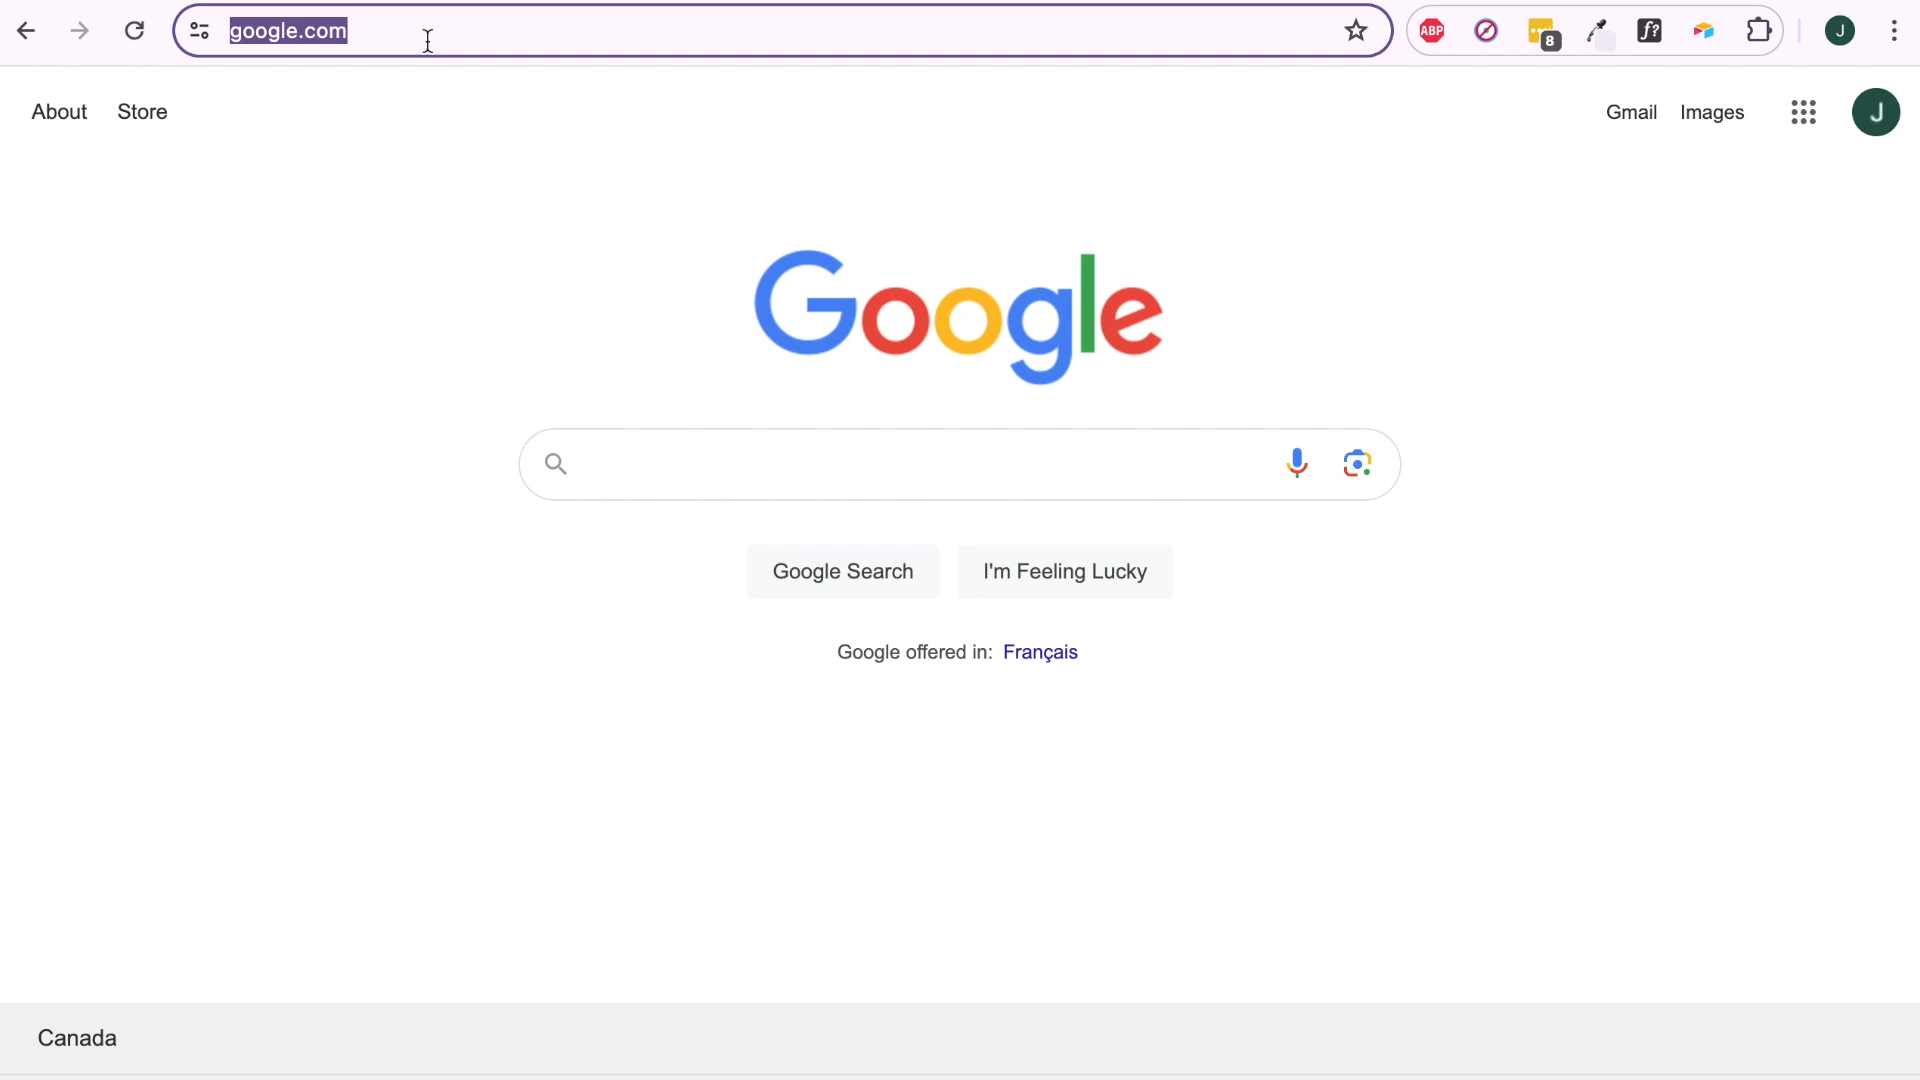 google.com
ABP
8
f?
J
About Store
Gmail Images
J
Google
Google Search
I'm Feeling Lucky
Google offered in: Français
Canada